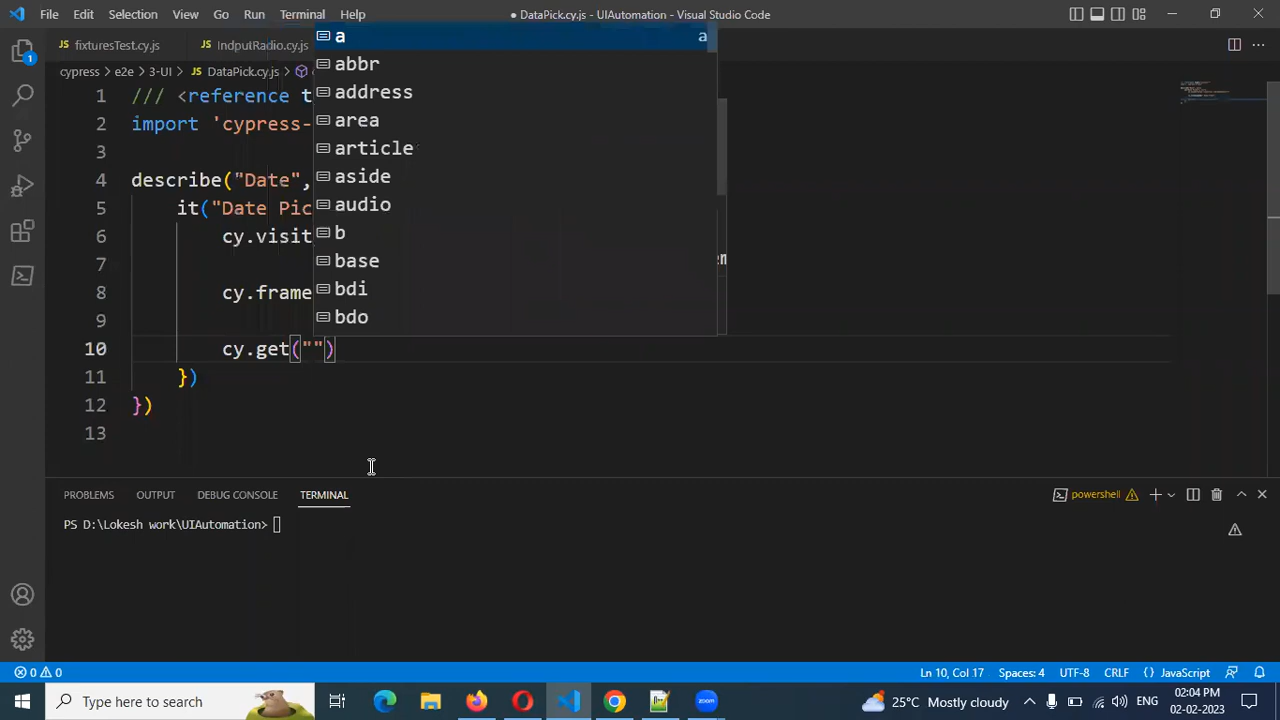 File Edit Selection View Go Run Terminal Help
● DataPick.cy.js - UIAutomation - Visual Studio Code
fixturesTest.cy.js IndputRadio.cy.js
cypress > e2e > 3-UI > DataPick.cy.js >
a a
abbr
address
area
article
aside
audio
b
base
bdi
bdo
1 /// <reference t
2 import 'cypress-
3
4 describe("Date",
5 it("Date Pic
6 cy.visit
7
8 cy.frame
9
10 cy.get("")
11 })
12 })
13
PROBLEMS OUTPUT DEBUG CONSOLE TERMINAL
powershell
PS D:\Lokesh work\UIAutomation>
1
0 0
Ln 10, Col 17 Spaces: 4 UTF-8 CRLF {} JavaScript
Type here to search
25°C Mostly cloudy
ENG
02:04 PM
02-02-2023